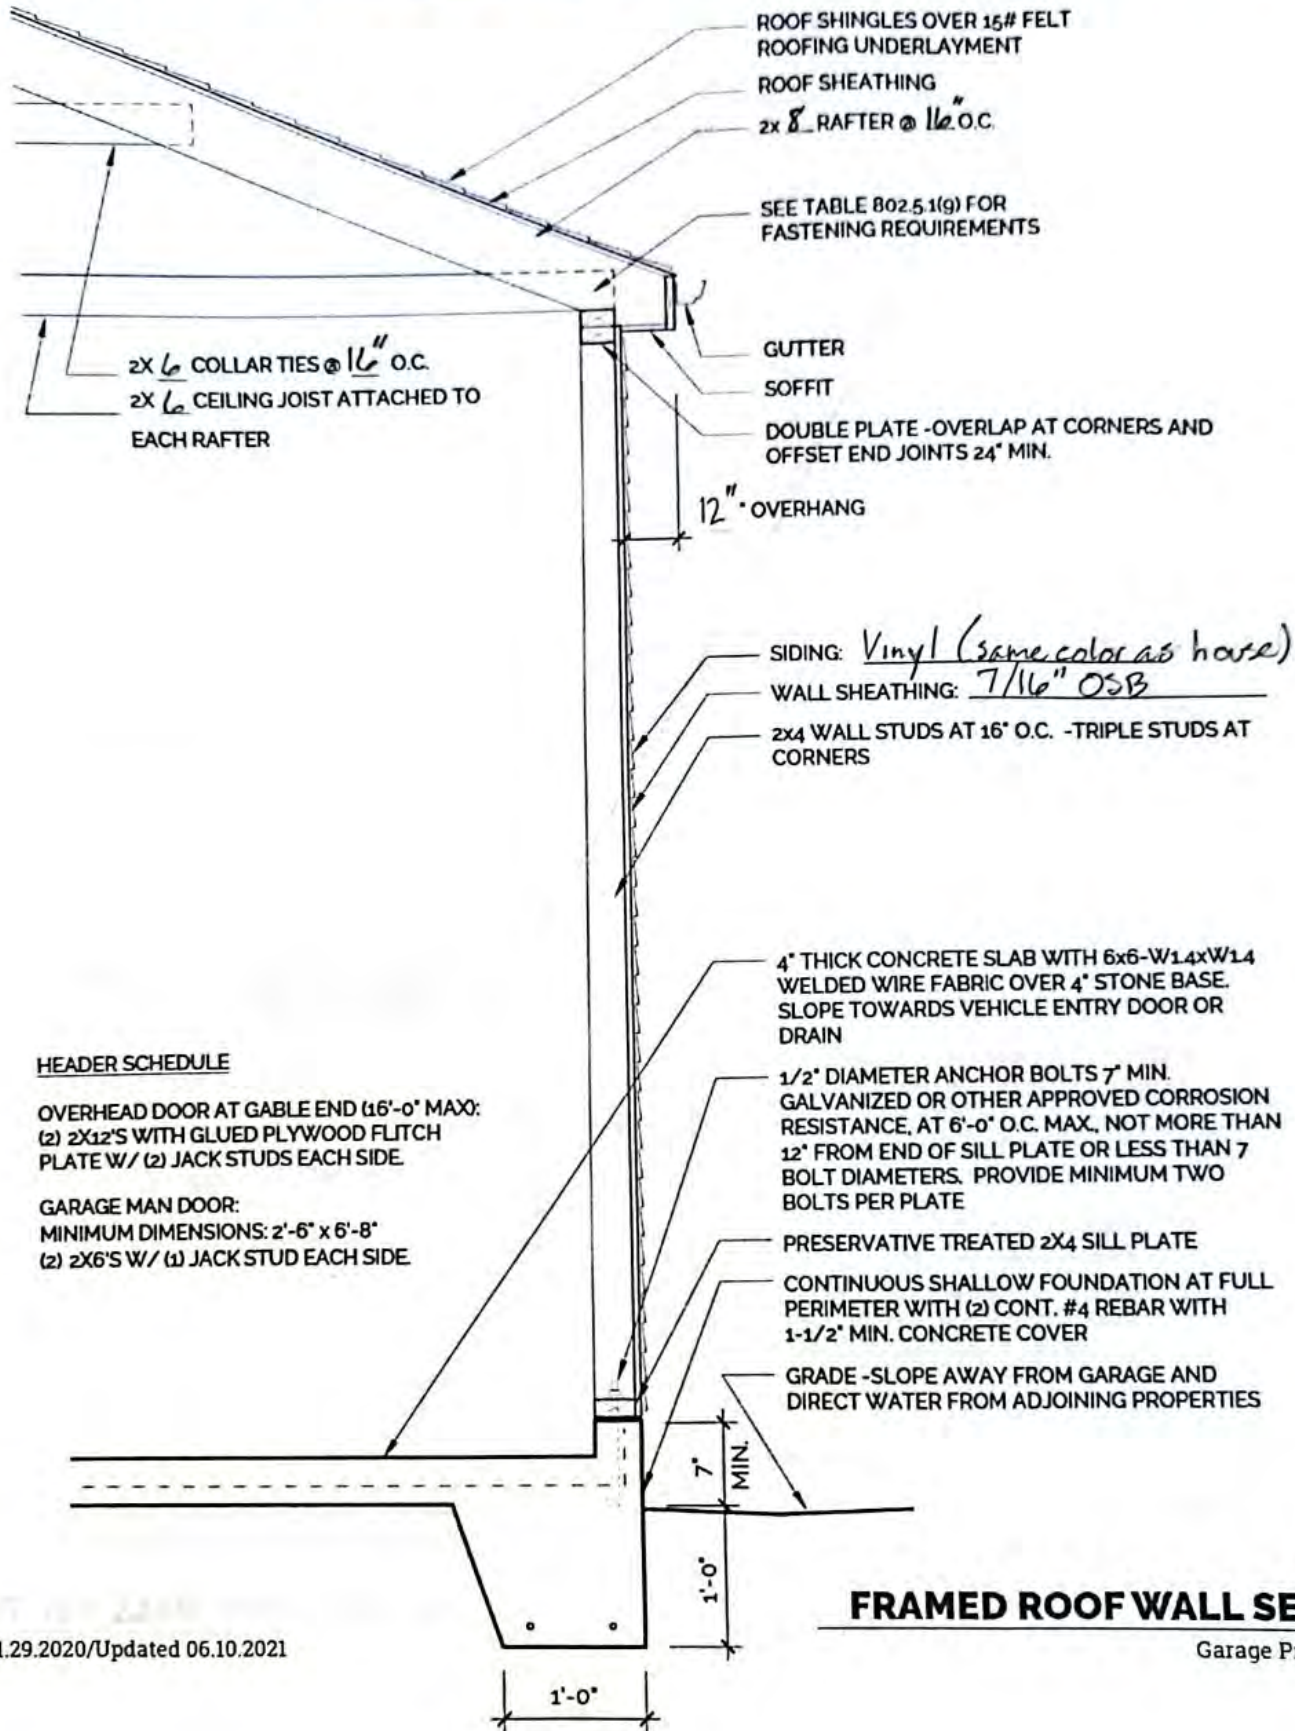 ROOF SHINGLES OVER 15# FELT
ROOFING UNDERLAYMENT
ROOF SHEATHING
2x 8 RAFTER @ 16" O.C.
SEE TABLE 802.5.1(9) FOR
FASTENING REQUIREMENTS
2X 6 COLLAR TIES @ 16" O.C.
2X 6 CEILING JOIST ATTACHED TO
EACH RAFTER
GUTTER
SOFFIT
DOUBLE PLATE -OVERLAP AT CORNERS AND
OFFSET END JOINTS 24" MIN.
12" " OVERHANG
SIDING: Vinyl (same color as house)
WALL SHEATHING: 7/16" OSB
2x4 WALL STUDS AT 16" O.C. -TRIPLE STUDS AT
CORNERS
4" THICK CONCRETE SLAB WITH 6x6-W1.4xW1.4
WELDED WIRE FABRIC OVER 4" STONE BASE.
SLOPE TOWARDS VEHICLE ENTRY DOOR OR
DRAIN
HEADER SCHEDULE
OVERHEAD DOOR AT GABLE END (16'-0" MAX):
(2) 2X12'S WITH GLUED PLYWOOD FLITCH
PLATE W/ (2) JACK STUDS EACH SIDE.
GARAGE MAN DOOR:
MINIMUM DIMENSIONS: 2'-6" x 6'-8"
(2) 2X6'S W/ (1) JACK STUD EACH SIDE.
1/2" DIAMETER ANCHOR BOLTS 7" MIN.
GALVANIZED OR OTHER APPROVED CORROSION
RESISTANCE, AT 6'-0" O.C. MAX., NOT MORE THAN
12" FROM END OF SILL PLATE OR LESS THAN 7
BOLT DIAMETERS. PROVIDE MINIMUM TWO
BOLTS PER PLATE
PRESERVATIVE TREATED 2X4 SILL PLATE
CONTINUOUS SHALLOW FOUNDATION AT FULL
PERIMETER WITH (2) CONT. #4 REBAR WITH
1-1/2" MIN. CONCRETE COVER
GRADE -SLOPE AWAY FROM GARAGE AND
DIRECT WATER FROM ADJOINING PROPERTIES
7"
MIN.
1'-0"
1'-0"
FRAMED ROOF WALL SE
Garage P
1.29.2020/Updated 06.10.2021